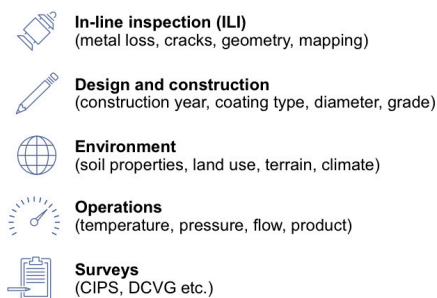 In-line inspection (ILI)
(metal loss, cracks, geometry, mapping)
Design and construction
(construction year, coating type, diameter, grade)
Environment
(soil properties, land use, terrain, climate)
Operations
(temperature, pressure, flow, product)
Surveys
(CIPS, DCVG etc.)